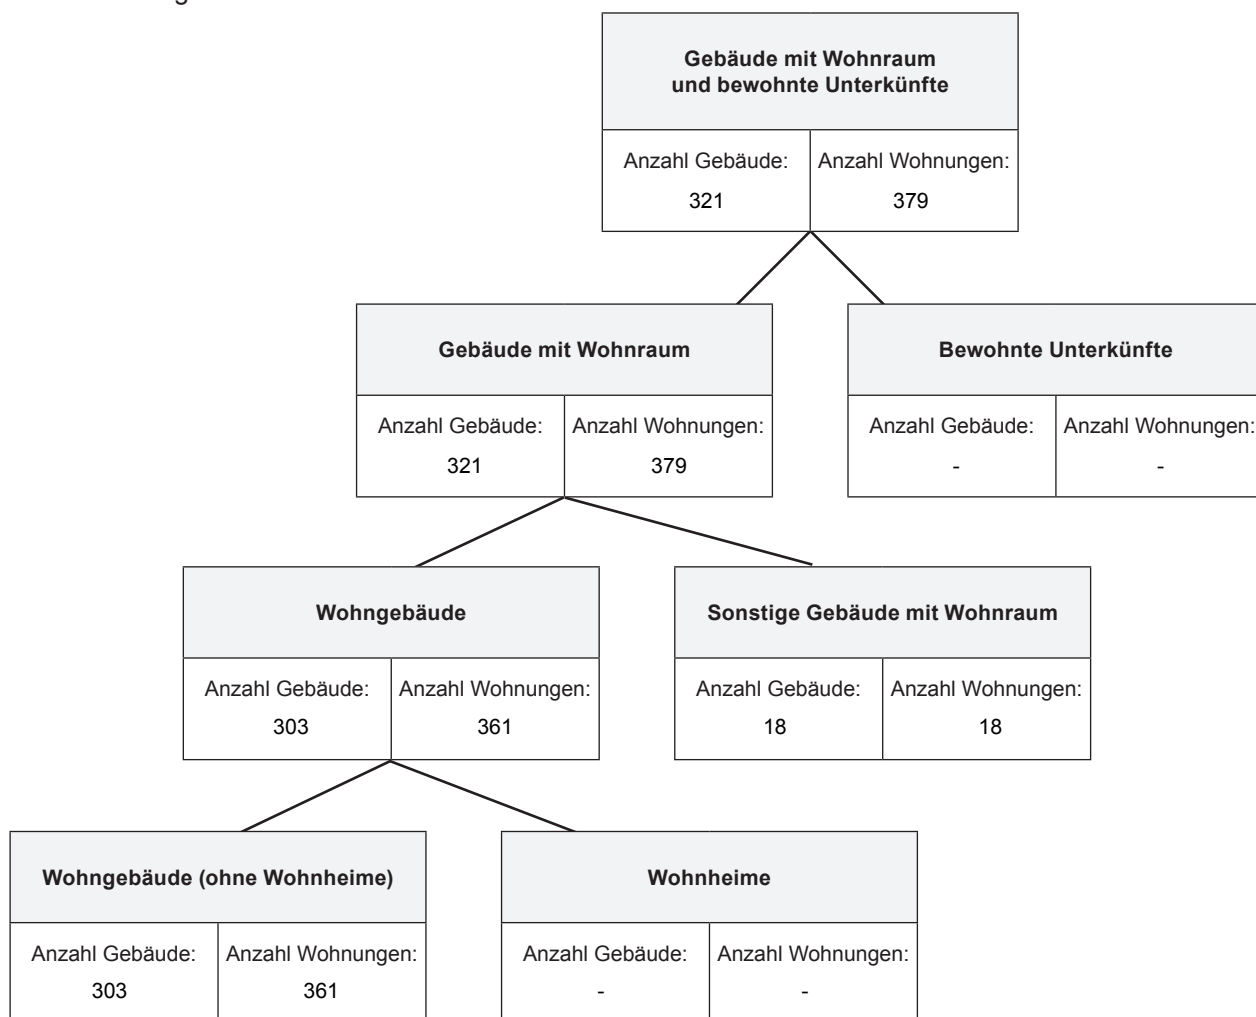 Gebäude mit Wohnraum
und bewohnte Unterkünfte
Anzahl Gebäude: Anzahl Wohnungen:
321 379
Gebäude mit Wohnraum Bewohnte Unterkünfte
Anzahl Gebäude: Anzahl Wohnungen: Anzahl Gebäude: Anzahl Wohnungen:
321 379 - -
Wohngebäude Sonstige Gebäude mit Wohnraum
Anzahl Gebäude: Anzahl Wohnungen: Anzahl Gebäude: Anzahl Wohnungen:
303 361 18 18
Wohngebäude (ohne Wohnheime) Wohnheime
Anzahl Gebäude: Anzahl Wohnungen: Anzahl Gebäude: Anzahl Wohnungen:
303 361 - -